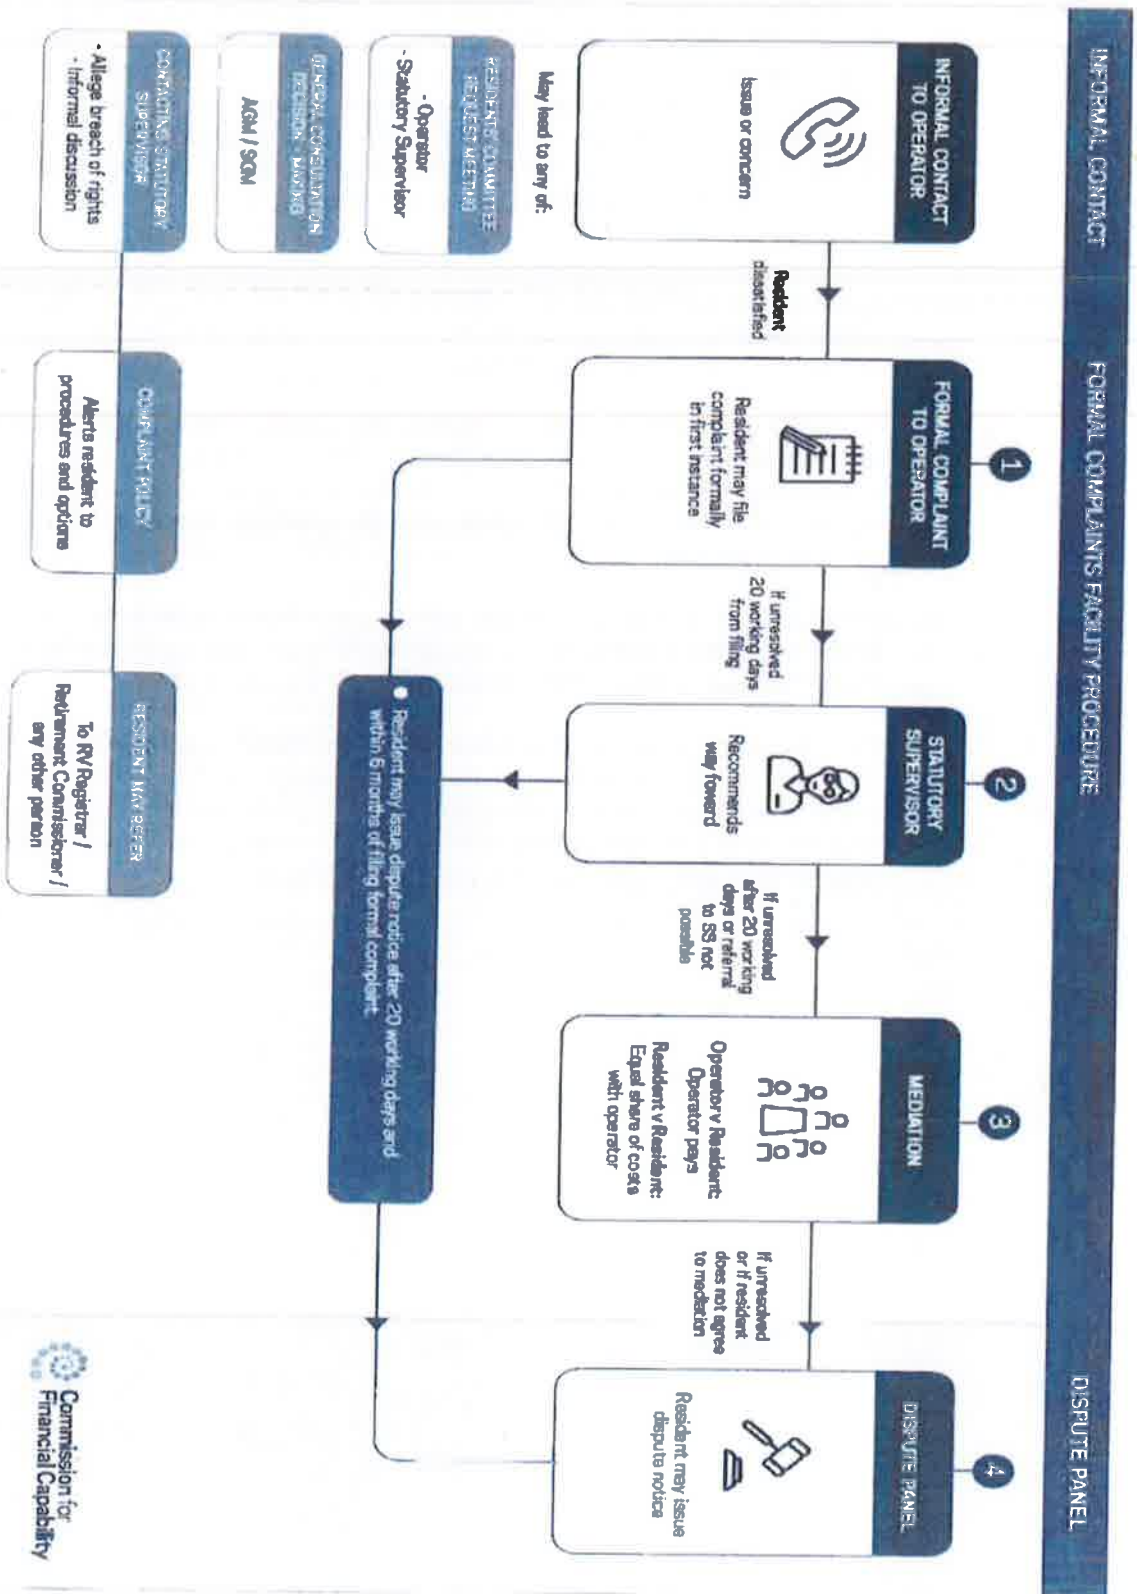 INFORMAL CONTACT
FORMAL COMPLAINTS FACILITY PROCEDURE
DISPUTE PANEL
INFORMAL CONTACT
TO OPERATOR
Issue or concern
Resident
dissatisfied
1
FORMAL COMPLAINT
TO OPERATOR
Resident may file
complaint formally
in first instance
If unresolved
20 working days
from filing
2
STATUTORY
SUPERVISOR
Recommends
way foward
If unresolved
after 20 working
days or referral
to SS not
possible
3
MEDIATION
Operator v Resident:
Operator pays
Resident v Resident:
Equal share of costs
with operator
If unresolved
or if resident
does not agree
to mediation
4
DISPUTE PANEL
Resident may issue
dispute notice
May lead to any of:
RESIDENTS COMMITTEE
REQUEST MEETING
- Operator
- Statutory Supervisor
GENERAL CONSULTATION
DECISION - MAKING
AGM / SGM
Resident may issue dispute notice after 20 working days and
within 6 months of filing formal complaint
CONTACTING STATUTORY
SUPERVISOR
- Allege breach of rights
- Informal discussion
COMPLAINT POLICY
Alerts resident to
procedures and options
RESIDENT MAY REFER
To RV Registrar /
Retirement Commissioner /
any other person
Commission for
Financial Capability